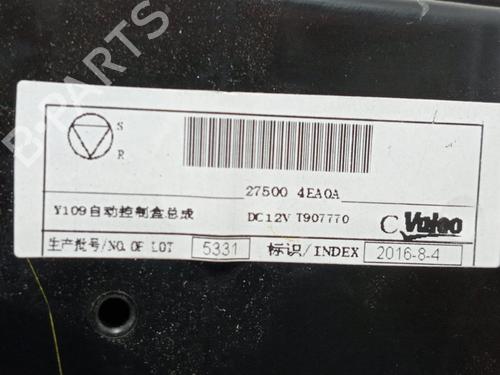 B-PARTS
S
R
27500 4EA0A
Y109自动控制盒总成 DC12V T907770 C Valeo
生产批号/NO.OF LOT 5331 标识/INDEX 2016-8-4